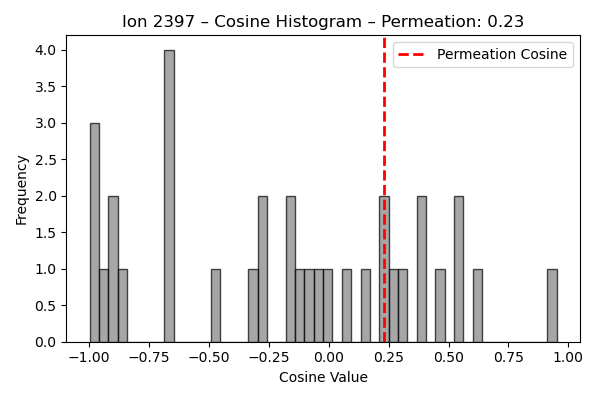 Ion 2397 – Cosine Histogram – Permeation: 0.23
Permeation Cosine
Frequency
4.0
3.5
3.0
2.5
2.0
1.5
1.0
0.5
0.0
−1.00 −0.75 −0.50 −0.25 0.00 0.25 0.50 0.75 1.00
Cosine Value